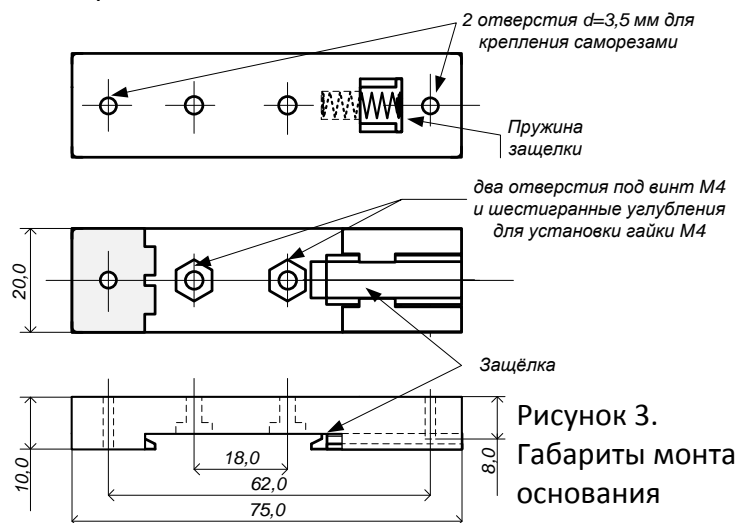 2 отверстия d=3,5 мм для
крепления саморезами
Пружина
защелки
два отверстия под винт М4
и шестигранные углубления
для установки гайки М4
20,0
Защёлка
10,0
18,0
62,0
75,0
8,0
Рисунок 3.
Габариты монта
основания